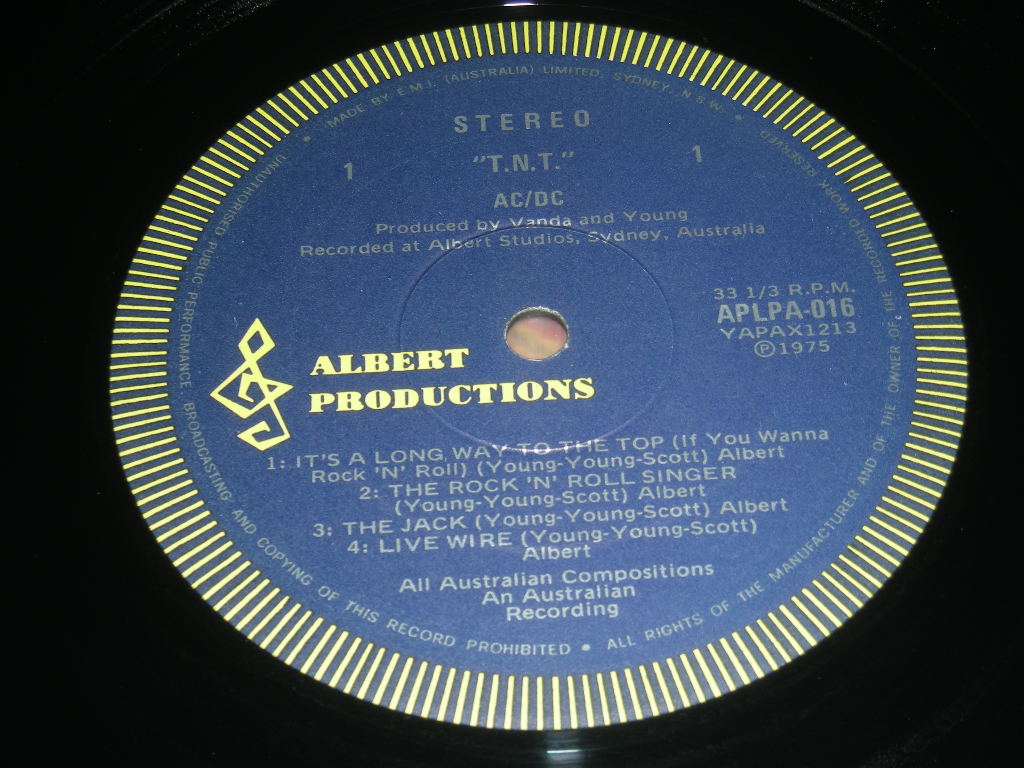 MADE BY E.M.I. (AUSTRALIA) LIMITED, SYDNEY, N.S.W. •
UNAUTHORISED PUBLIC PERFORMANCE BROADCASTING AND COPYING OF THIS RECORD PROHIBITED • ALL RIGHTS OF THE MANUFACTURER AND OF THE OWNER OF THE RECORDED WORK RESERVED •
STEREO
1 "T.N.T." 1
AC/DC
Produced by Vanda and Young
Recorded at Albert Studios, Sydney, Australia
33 1/3 R.P.M.
APLPA-016
YAPAX1213
Ⓟ1975
ALBERT
PRODUCTIONS
1: IT'S A LONG WAY TO THE TOP (If You Wanna
Rock 'N' Roll) (Young-Young-Scott) Albert
2: THE ROCK 'N' ROLL SINGER
(Young-Young-Scott) Albert
3: THE JACK (Young-Young-Scott) Albert
4: LIVE WIRE (Young-Young-Scott)
Albert
All Australian Compositions
An Australian
Recording